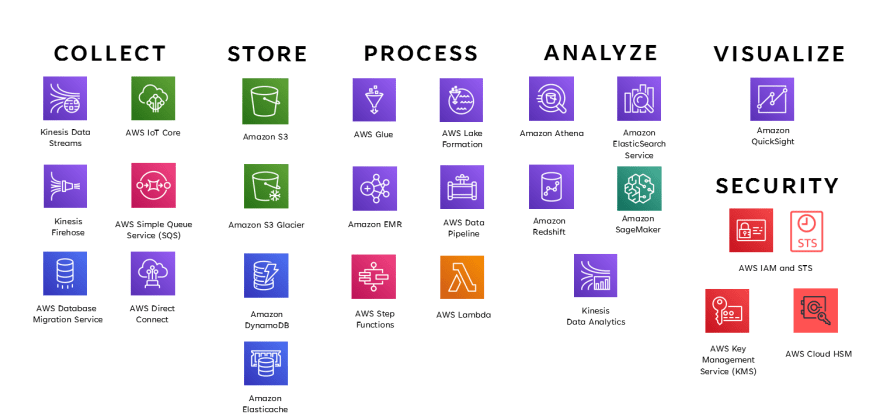 COLLECT
Kinesis Data
Streams
AWS IoT Core
Kinesis
Firehose
AWS Simple Queue
Service (SQS)
AWS Database
Migration Service
AWS Direct
Connect
STORE
Amazon S3
Amazon S3 Glacier
Amazon
DynamoDB
Amazon
Elasticache
PROCESS
AWS Glue
AWS Lake
Formation
Amazon EMR
AWS Data
Pipeline
AWS Step
Functions
AWS Lambda
ANALYZE
Amazon Athena
Amazon
ElasticSearch
Service
Amazon
Redshift
Amazon
SageMaker
Kinesis
Data Analytics
VISUALIZE
Amazon
QuickSight
SECURITY
STS
AWS IAM and STS
AWS Key
Management
Service (KMS)
AWS Cloud HSM